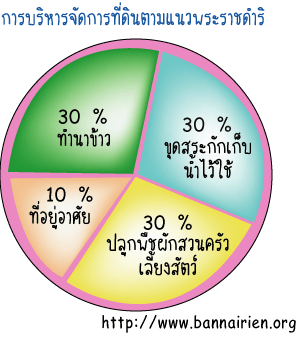 การบริหารจัดการที่ดินตามแนวพระราชดำริ
30 %
ทำนาข้าว
30 %
ขุดสระกักเก็บ
น้ำไว้ใช้
10 %
ที่อยู่อาศัย
30 %
ปลูกพืชผักสวนครัว
เลี้ยงสัตว์
http://www.bannairien.org